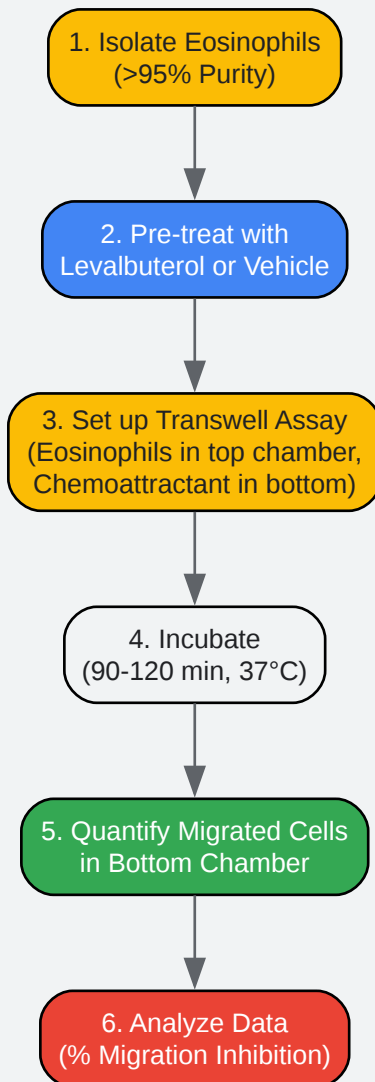 1. Isolate Eosinophils
(>95% Purity)
2. Pre-treat with
Levalbuterol or Vehicle
3. Set up Transwell Assay
(Eosinophils in top chamber,
Chemoattractant in bottom)
4. Incubate
(90-120 min, 37°C)
5. Quantify Migrated Cells
in Bottom Chamber
6. Analyze Data
(% Migration Inhibition)